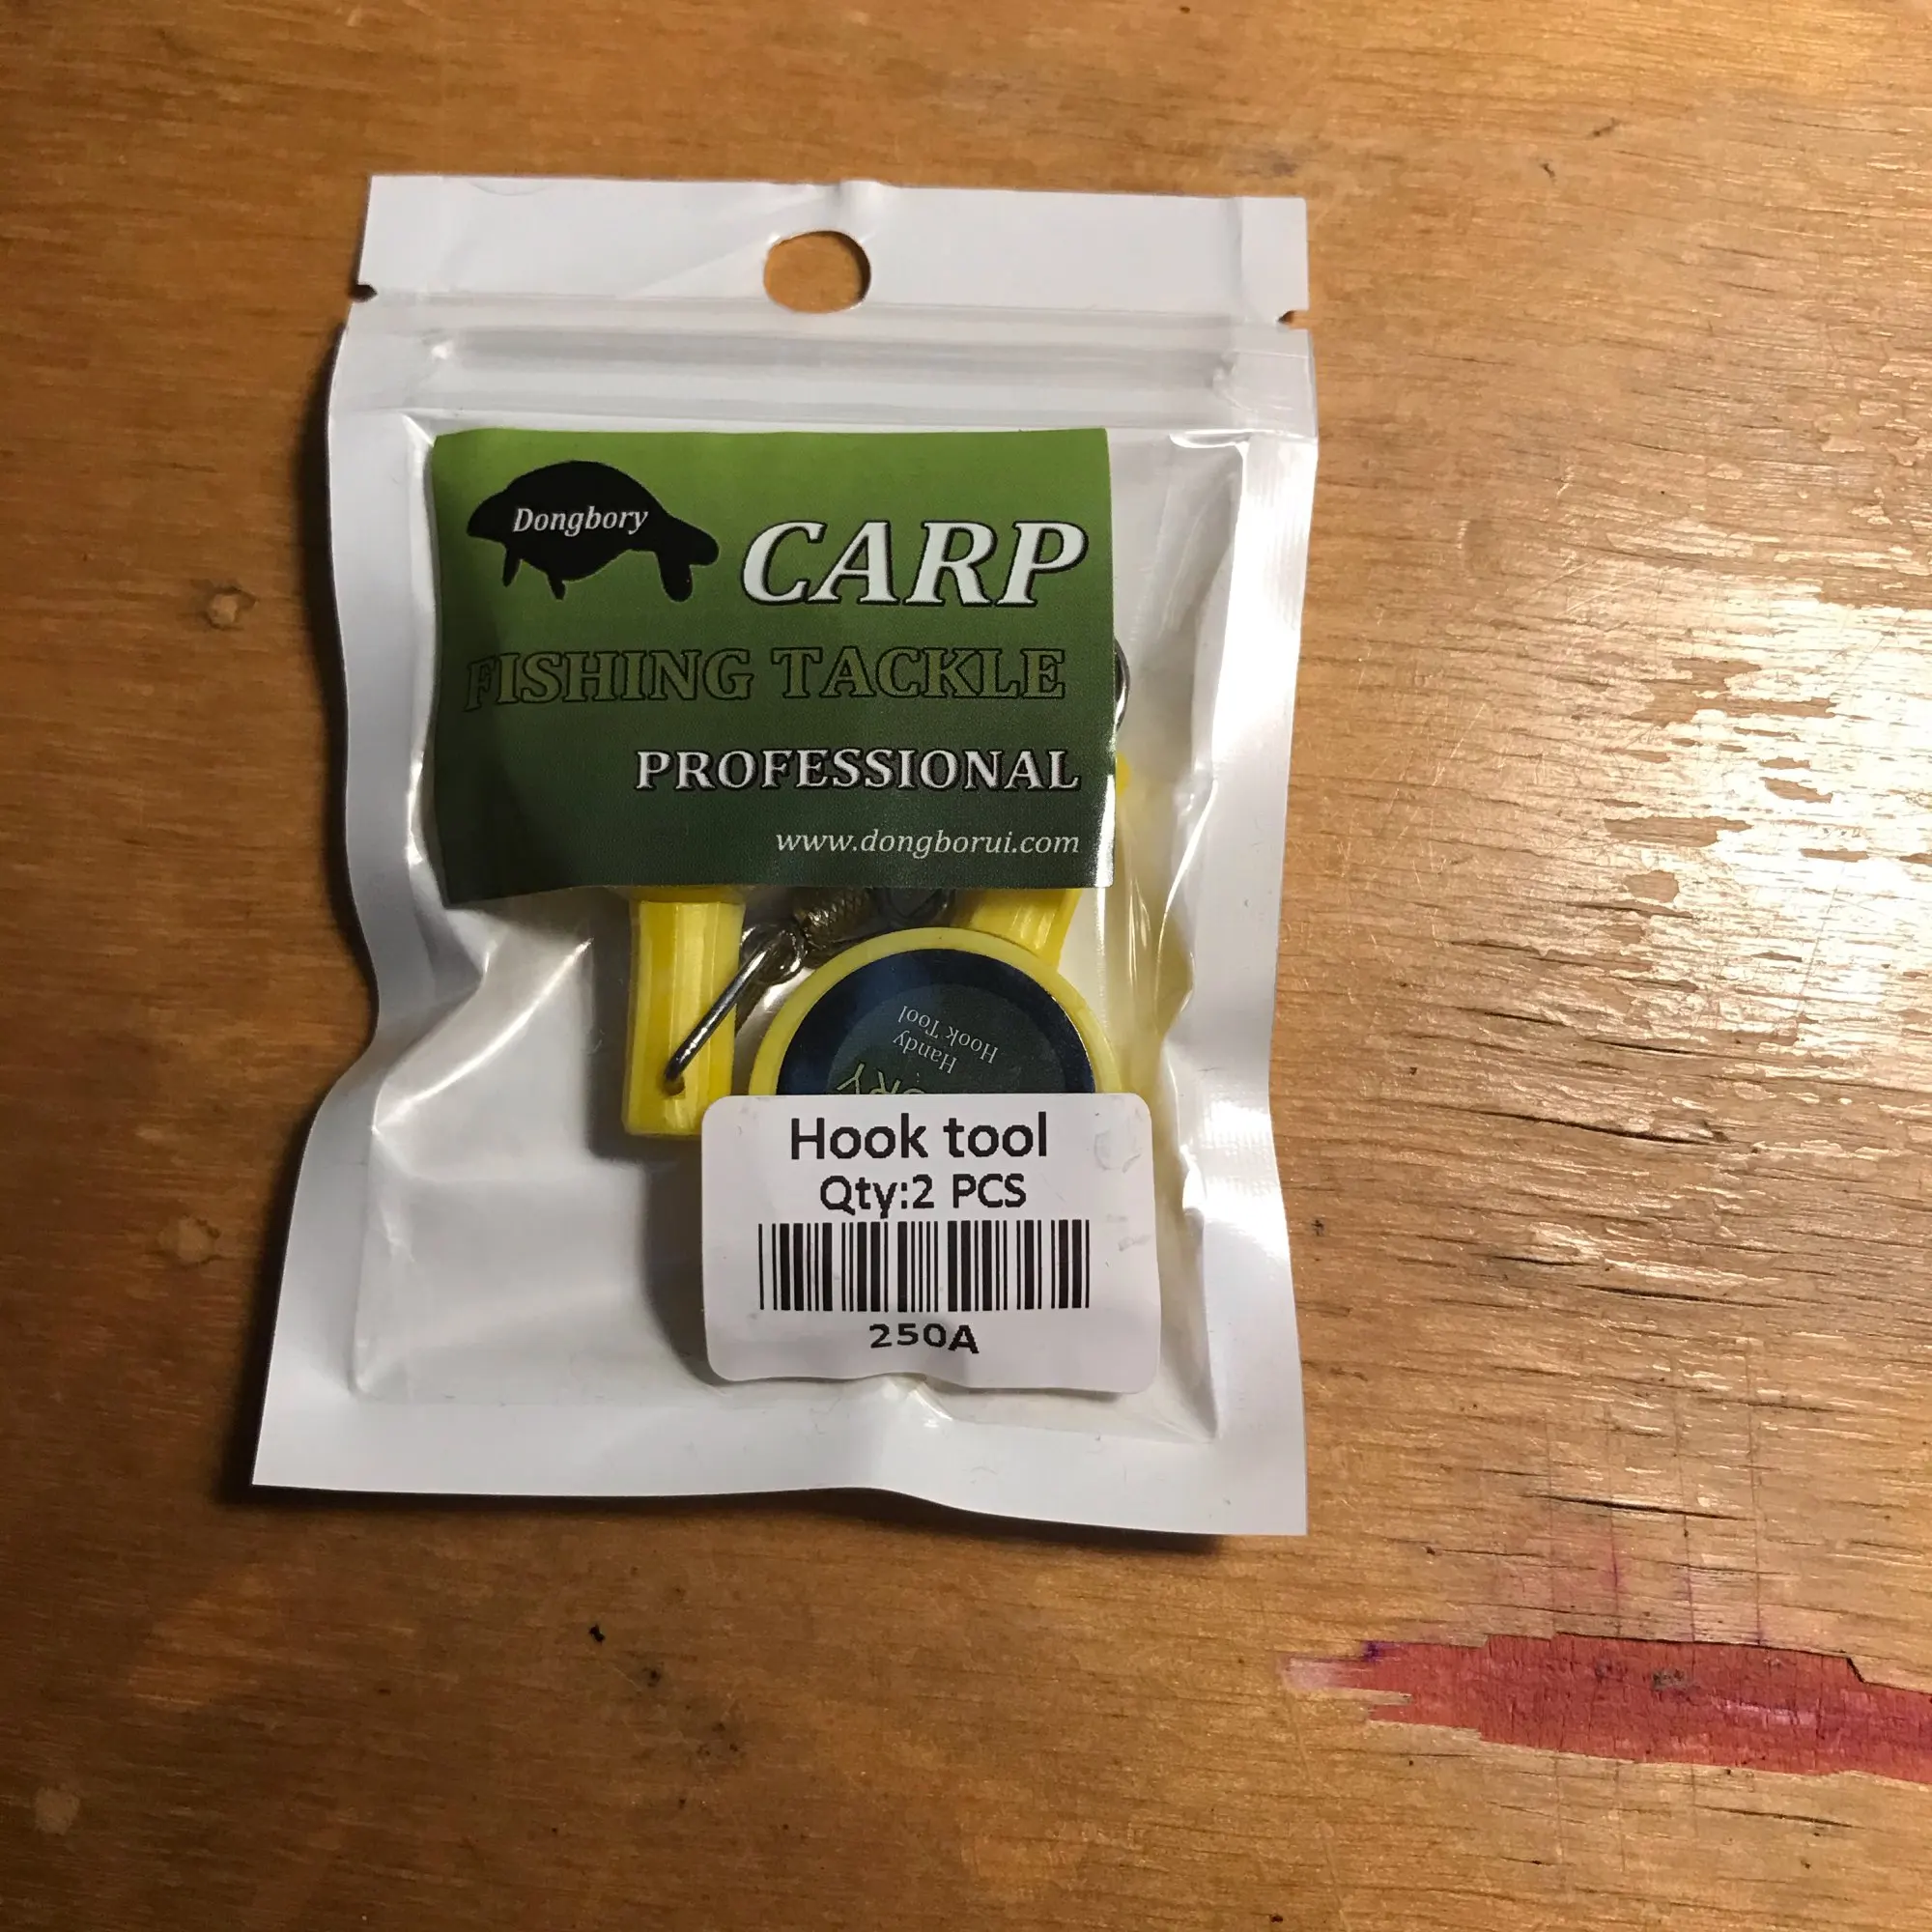 Dongbory
CARP
FISHING TACKLE
PROFESSIONAL
www.dongborui.com
Handy
Hook Tool
Hook tool
Qty:2 PCS
250A